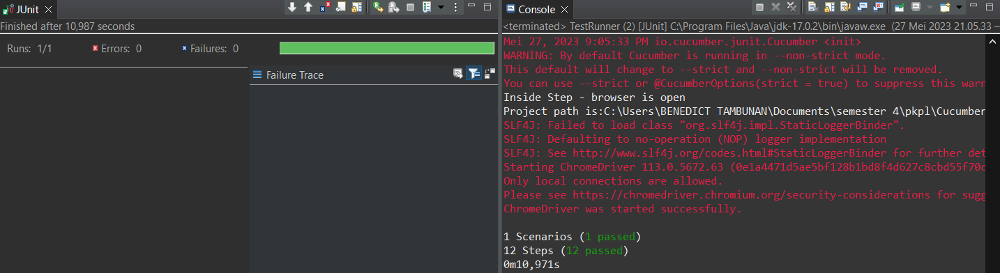 JUnit
Finished after 10,987 seconds
Runs: 1/1 Errors: 0 Failures: 0
Failure Trace
Console
<terminated> TestRunner (2) [JUnit] C:\Program Files\Java\jdk-17.0.2\bin\javaw.exe (27 Mei 2023 21.05.33 –
Mei 27, 2023 9:05:33 PM io.cucumber.junit.Cucumber <init>
WARNING: By default Cucumber is running in --non-strict mode.
This default will change to --strict and --non-strict will be removed.
You can use --strict or @CucumberOptions(strict = true) to suppress this warn
Inside Step - browser is open
Project path is:C:\Users\BENEDICT TAMBUNAN\Documents\semester 4\pkpl\Cucumber
SLF4J: Failed to load class "org.slf4j.impl.StaticLoggerBinder".
SLF4J: Defaulting to no-operation (NOP) logger implementation
SLF4J: See http://www.slf4j.org/codes.html#StaticLoggerBinder for further det
Starting ChromeDriver 113.0.5672.63 (0e1a4471d5ae5bf128b1bd8f4d627c8cbd55f70c
Only local connections are allowed.
Please see https://chromedriver.chromium.org/security-considerations for sugg
ChromeDriver was started successfully.
1 Scenarios (1 passed)
12 Steps (12 passed)
0m10,971s